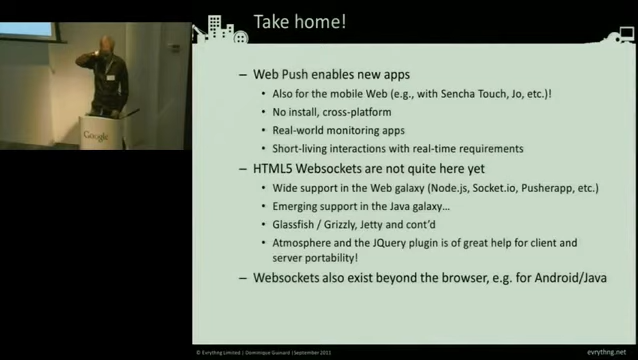 Take home!
– Web Push enables new apps
• Also for the mobile Web (e.g., with Sencha Touch, Jo, etc.)!
• No install, cross-platform
• Real-world monitoring apps
• Short-living interactions with real-time requirements
– HTML5 Websockets are not quite here yet
• Wide support in the Web galaxy (Node.js, Socket.io, Pusherapp, etc.)
• Emerging support in the Java galaxy…
• Glassfish / Grizzly, Jetty and cont'd
• Atmosphere and the JQuery plugin is of great help for client and
server portability!
– Websockets also exist beyond the browser, e.g. for Android/Java
Google
© Evrythng Limited | Dominique Guinard | September 2011
evrythng.net